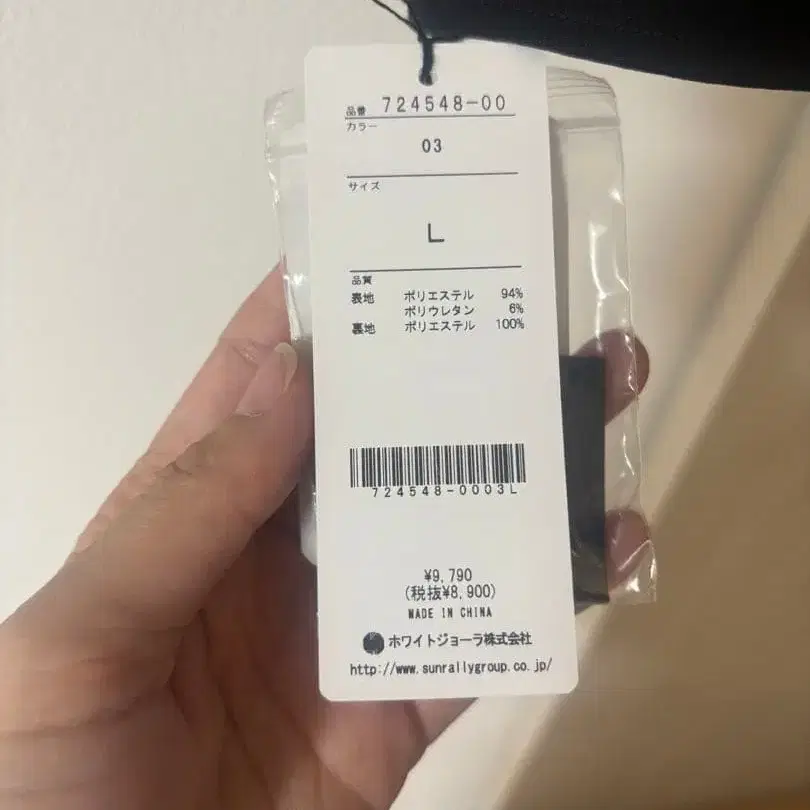 品番 724548-00
カラー
03
サイズ
L
品質
表地 ポリエステル 94%
ポリウレタン 6%
裏地 ポリエステル 100%
724548-0003L
¥9,790
(税抜¥8,900)
MADE IN CHINA
ホワイトジョーラ株式会社
http://www.sunrallygroup.co.jp/